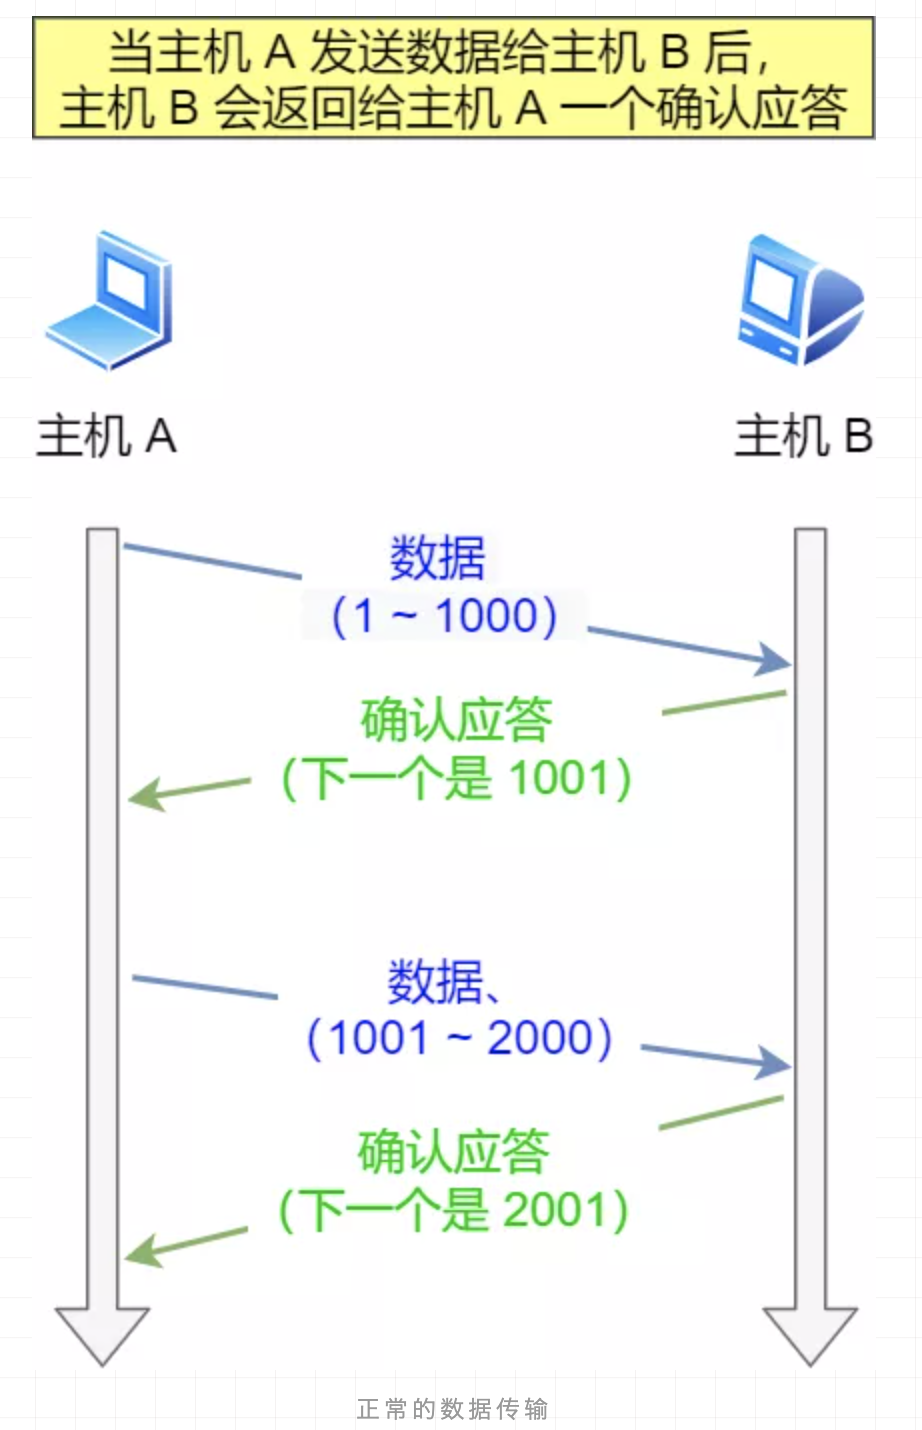 当主机 A 发送数据给主机 B 后，
主机 B 会返回给主机 A 一个确认应答
主机 A
主机 B
数据
（1 ~ 1000）
确认应答
（下一个是 1001）
数据、
（1001 ~ 2000）
确认应答
（下一个是 2001）
正常的数据传输